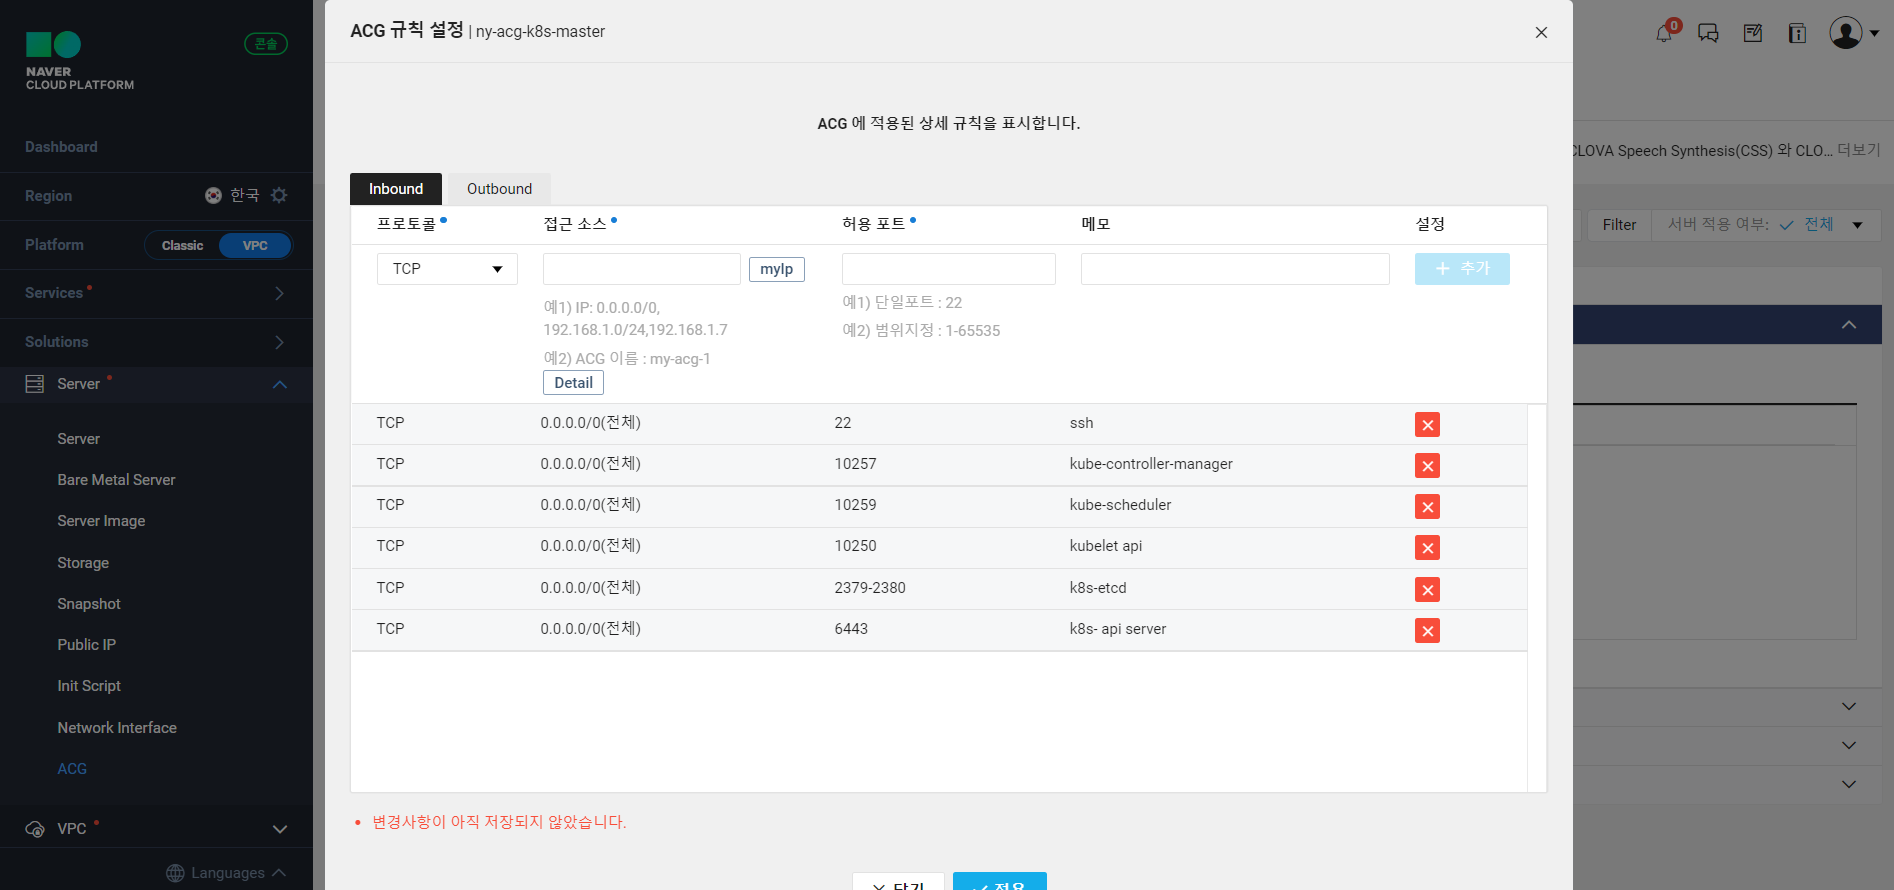 NAVER
CLOUD PLATFORM
콘솔
Dashboard
Region
한국
Platform
Classic
VPC
Services
Solutions
Server
Server
Bare Metal Server
Server Image
Storage
Snapshot
Public IP
Init Script
Network Interface
ACG
VPC
Languages
ACG 규칙 설정 | ny-acg-k8s-master
ACG 에 적용된 상세 규칙을 표시합니다.
Inbound Outbound
프로토콜 접근 소스 허용 포트 메모 설정
TCP myIp + 추가
예1) IP: 0.0.0.0/0,
192.168.1.0/24,192.168.1.7
예2) ACG 이름 : my-acg-1
Detail
예1) 단일포트 : 22
예2) 범위지정 : 1-65535
TCP 0.0.0.0/0(전체) 22 ssh
TCP 0.0.0.0/0(전체) 10257 kube-controller-manager
TCP 0.0.0.0/0(전체) 10259 kube-scheduler
TCP 0.0.0.0/0(전체) 10250 kubelet api
TCP 0.0.0.0/0(전체) 2379-2380 k8s-etcd
TCP 0.0.0.0/0(전체) 6443 k8s- api server
변경사항이 아직 저장되지 않았습니다.
닫기 적용
0
CLOVA Speech Synthesis(CSS) 와 CLO... 더보기
Filter 서버 적용 여부: 전체